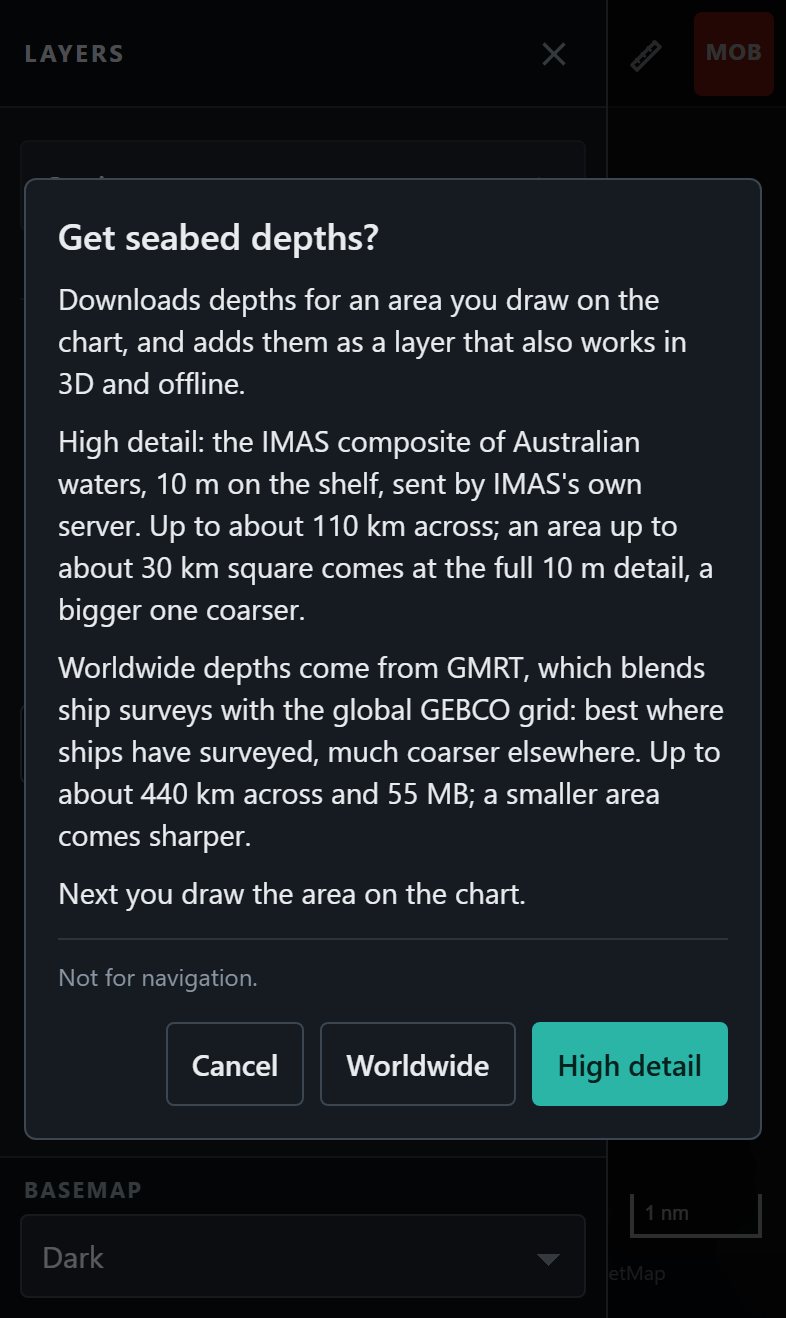 LAYERS
MOB
Get seabed depths?
Downloads depths for an area you draw on the
chart, and adds them as a layer that also works in
3D and offline.
High detail: the IMAS composite of Australian
waters, 10 m on the shelf, sent by IMAS's own
server. Up to about 110 km across; an area up to
about 30 km square comes at the full 10 m detail, a
bigger one coarser.
Worldwide depths come from GMRT, which blends
ship surveys with the global GEBCO grid: best where
ships have surveyed, much coarser elsewhere. Up to
about 440 km across and 55 MB; a smaller area
comes sharper.
Next you draw the area on the chart.
Not for navigation.
Cancel
Worldwide
High detail
BASEMAP
1 nm
Dark
etMap